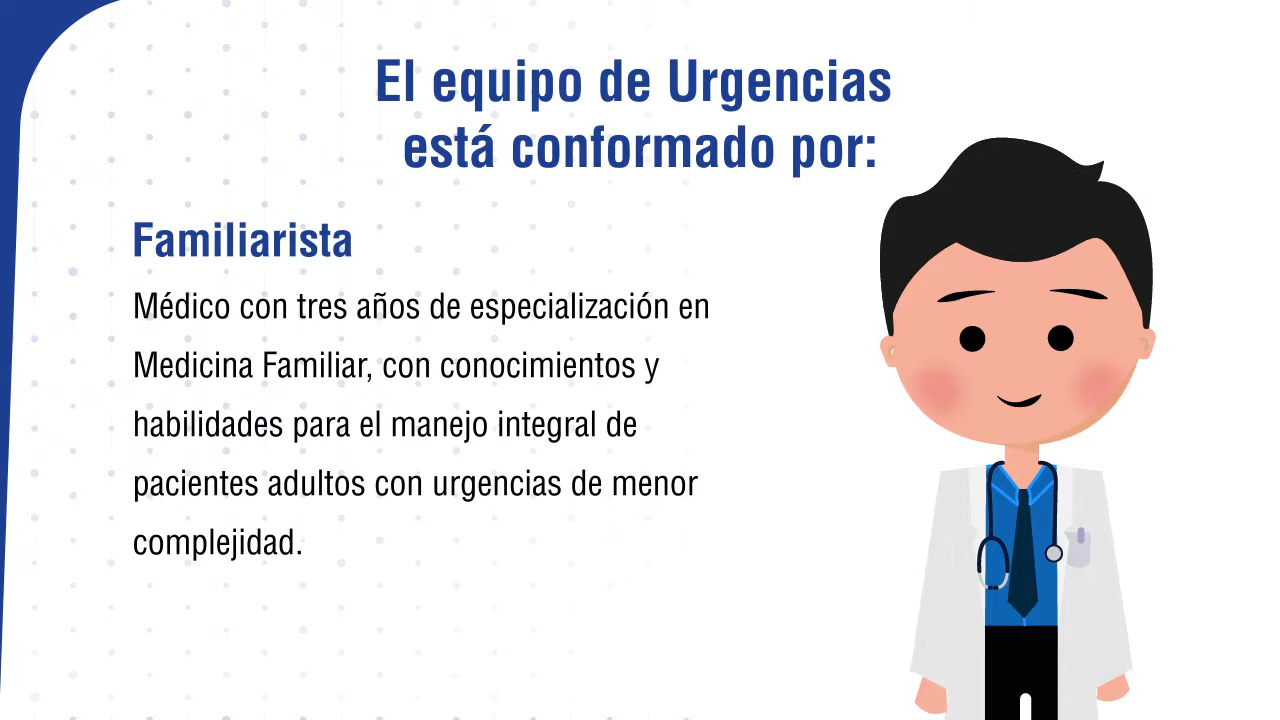 El equipo de Urgencias
está conformado por:
Familiarista
Médico con tres años de especialización en
Medicina Familiar, con conocimientos y
habilidades para el manejo integral de
pacientes adultos con urgencias de menor
complejidad.